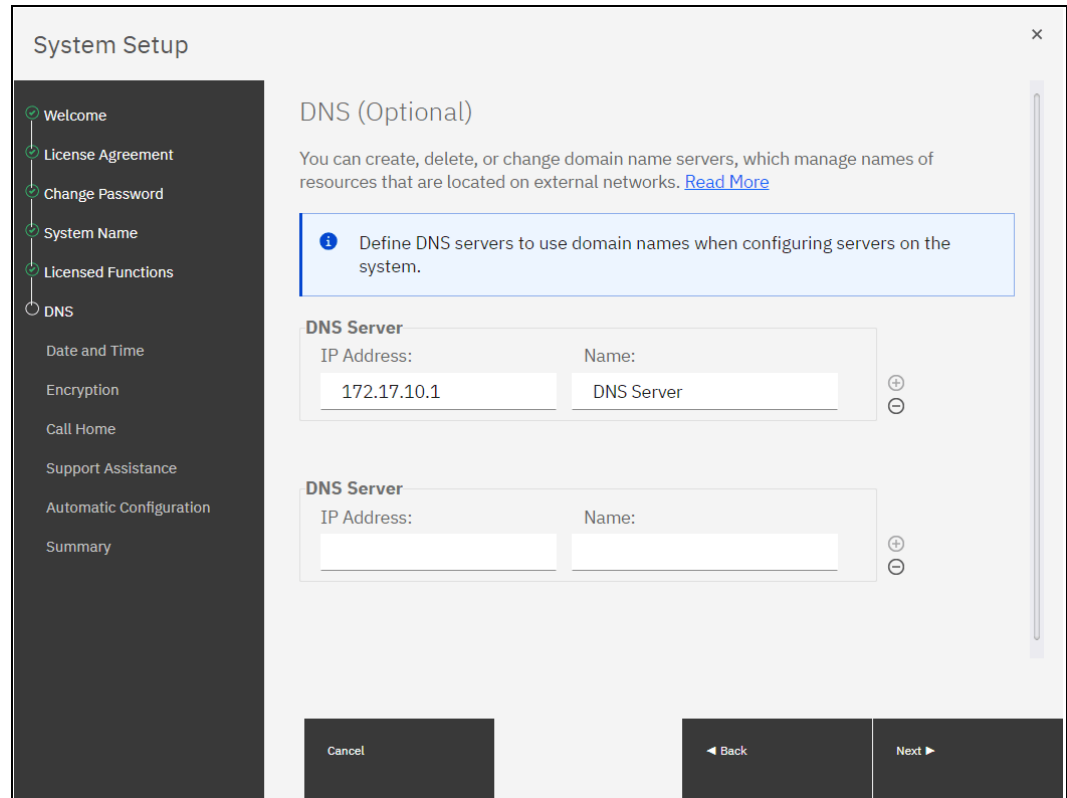 System Setup
×
Welcome
License Agreement
Change Password
System Name
Licensed Functions
DNS
Date and Time
Encryption
Call Home
Support Assistance
Automatic Configuration
Summary
DNS (Optional)
You can create, delete, or change domain name servers, which manage names of
resources that are located on external networks. Read More
Define DNS servers to use domain names when configuring servers on the
system.
DNS Server
IP Address: Name:
172.17.10.1 DNS Server
DNS Server
IP Address: Name:
Cancel ◄ Back Next ►